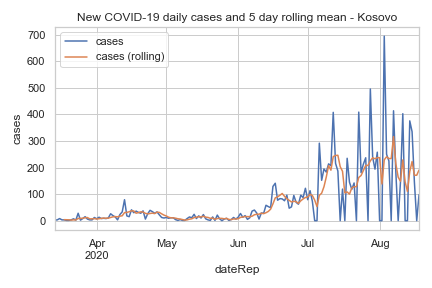 New COVID-19 daily cases and 5 day rolling mean - Kosovo
cases
cases (rolling)
700
600
500
400
300
200
100
0
cases
Apr
2020
May
Jun
Jul
Aug
dateRep